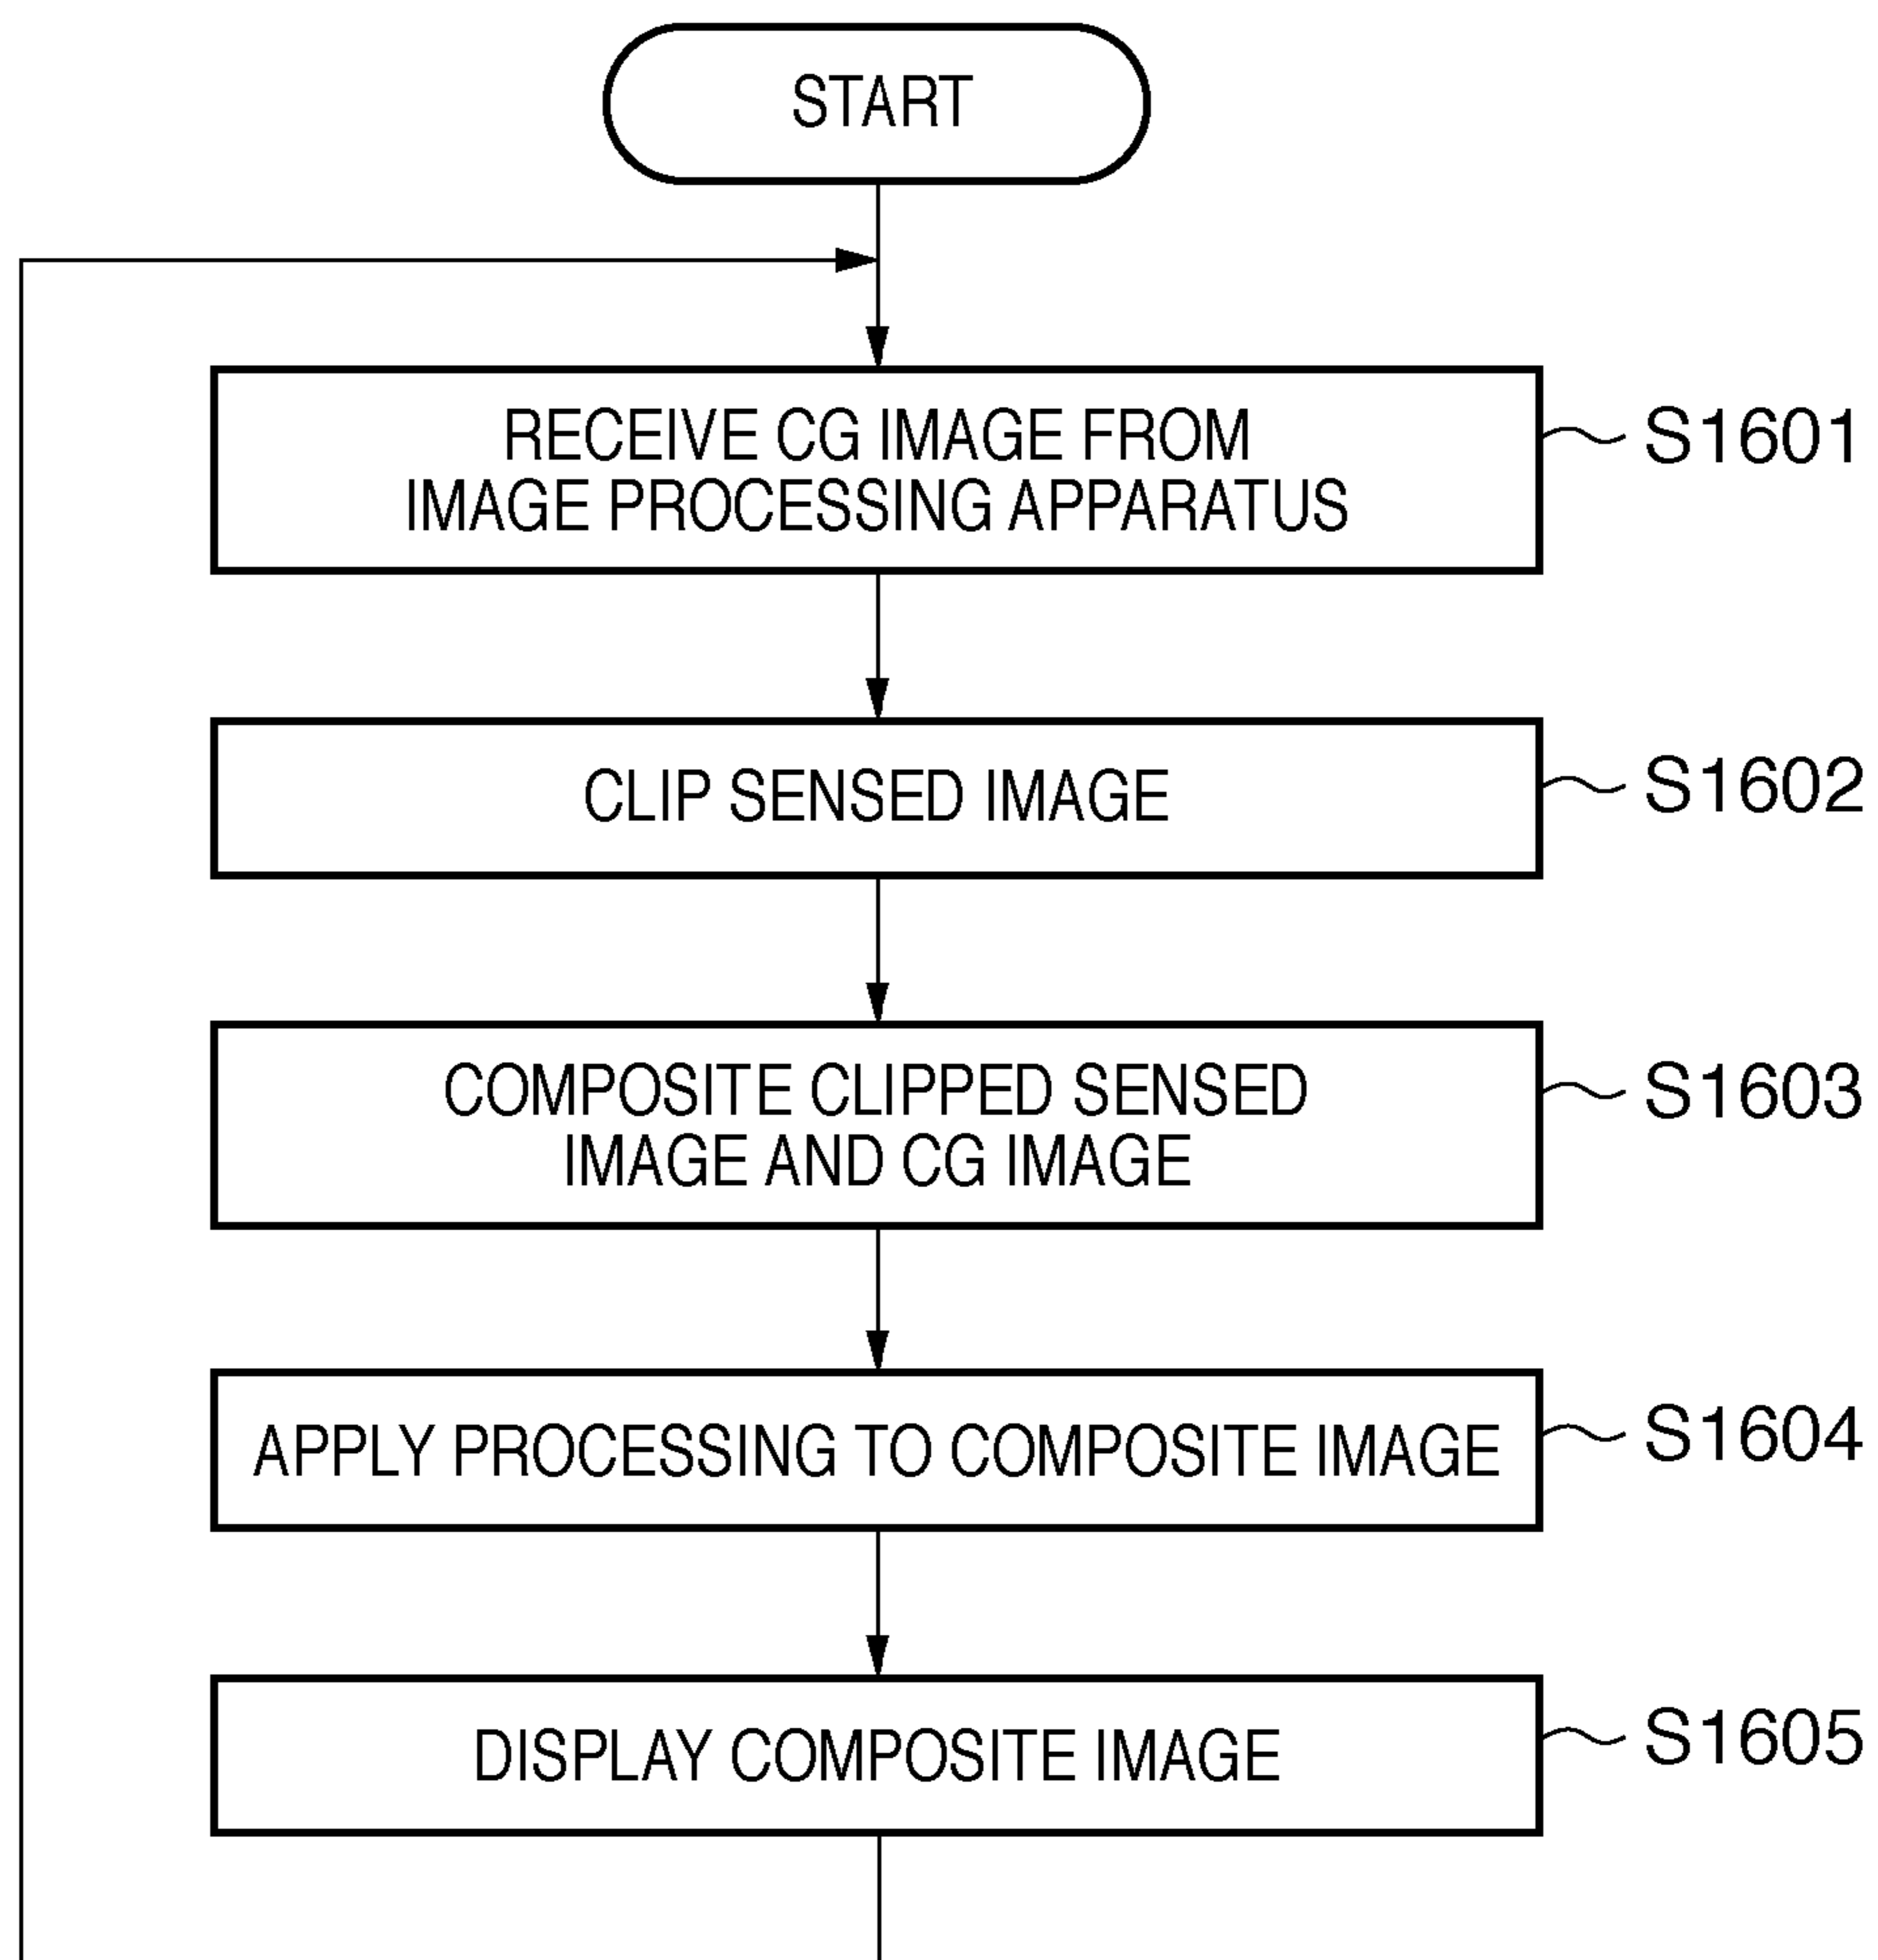 START
RECEIVE CG IMAGE FROM
IMAGE PROCESSING APPARATUS
S1601
CLIP SENSED IMAGE
S1602
COMPOSITE CLIPPED SENSED
IMAGE AND CG IMAGE
S1603
APPLY PROCESSING TO COMPOSITE IMAGE
S1604
DISPLAY COMPOSITE IMAGE
S1605